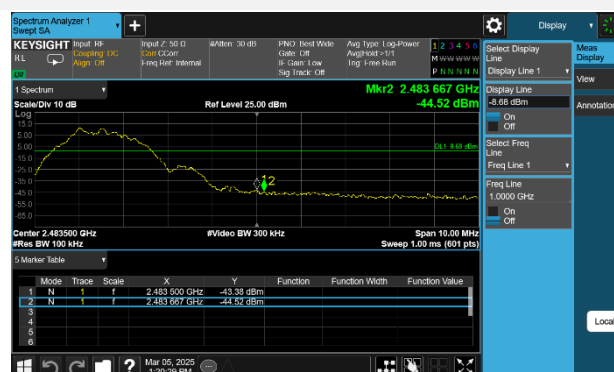 Spectrum Analyzer 1
Swept SA
Display
KEYSIGHT
Input: RF
Input Z: 50 Ω
#Atten: 30 dB
PNO: Best Wide
Avg Type: Log-Power
1 2 3 4 5 6
RL
Coupling: DC
Corr CCorr
Gate: Off
Avg|Hold:>1/1
M W W W W W
Align: Off
Freq Ref: Internal
IF Gain: Low
Trig: Free Run
Sig Track: Off
P N N N N N
1 Spectrum
Mkr2 2.483 667 GHz
Scale/Div 10 dB
Ref Level 25.00 dBm
-44.52 dBm
Log
15.0
5.00
-5.00
DL1 -8.68 dBm
-15.0
-25.0
-35.0
1 2
-45.0
-55.0
-65.0
Center 2.483500 GHz
#Video BW 300 kHz
Span 10.00 MHz
#Res BW 100 kHz
Sweep 1.00 ms (601 pts)
5 Marker Table
Mode Trace Scale X Y Function Function Width Function Value
1 N 1 f 2.483 500 GHz -43.38 dBm
2 N 1 f 2.483 667 GHz -44.52 dBm
3
4
5
6
Mar 05, 2025
1:20:29 PM
Select Display
Line
Display Line 1
Display Line
-8.68 dBm
On
Off
Select Freq
Line
Freq Line 1
Freq Line
1.0000 GHz
On
Off
Meas
Display
View
Annotation
Local